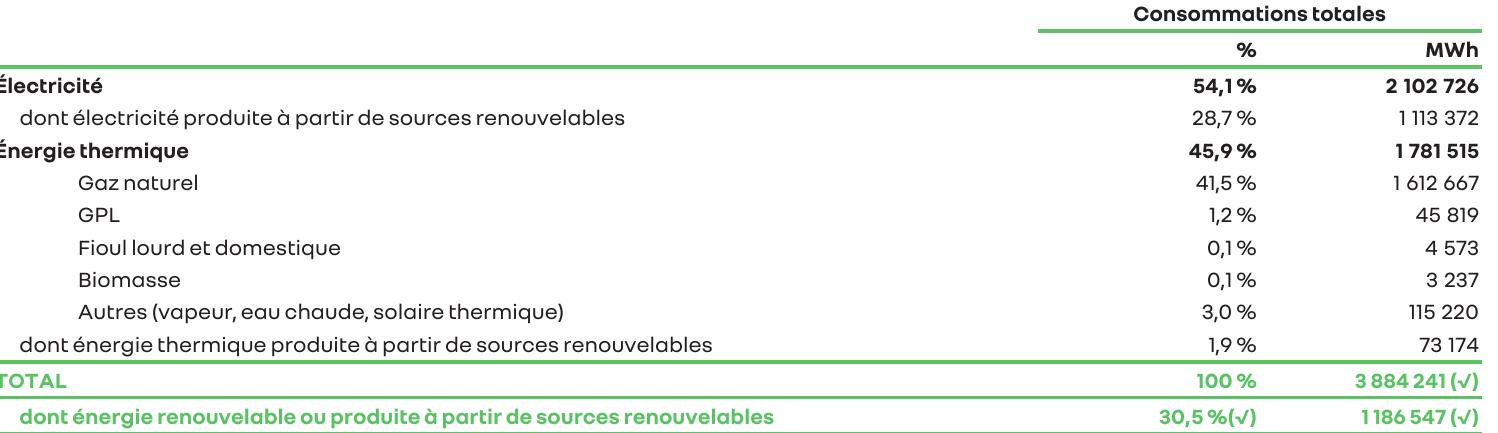 Consommations totales
% MWh
Électricité 54,1 % 2 102 726
dont électricité produite à partir de sources renouvelables 28,7 % 1 113 372
Énergie thermique 45,9 % 1 781 515
Gaz naturel 41,5 % 1 612 667
GPL 1,2 % 45 819
Fioul lourd et domestique 0,1 % 4 573
Biomasse 0,1 % 3 237
Autres (vapeur, eau chaude, solaire thermique) 3,0 % 115 220
dont énergie thermique produite à partir de sources renouvelables 1,9 % 73 174
TOTAL 100 % 3 884 241 (√)
dont énergie renouvelable ou produite à partir de sources renouvelables 30,5 %(√) 1 186 547 (√)